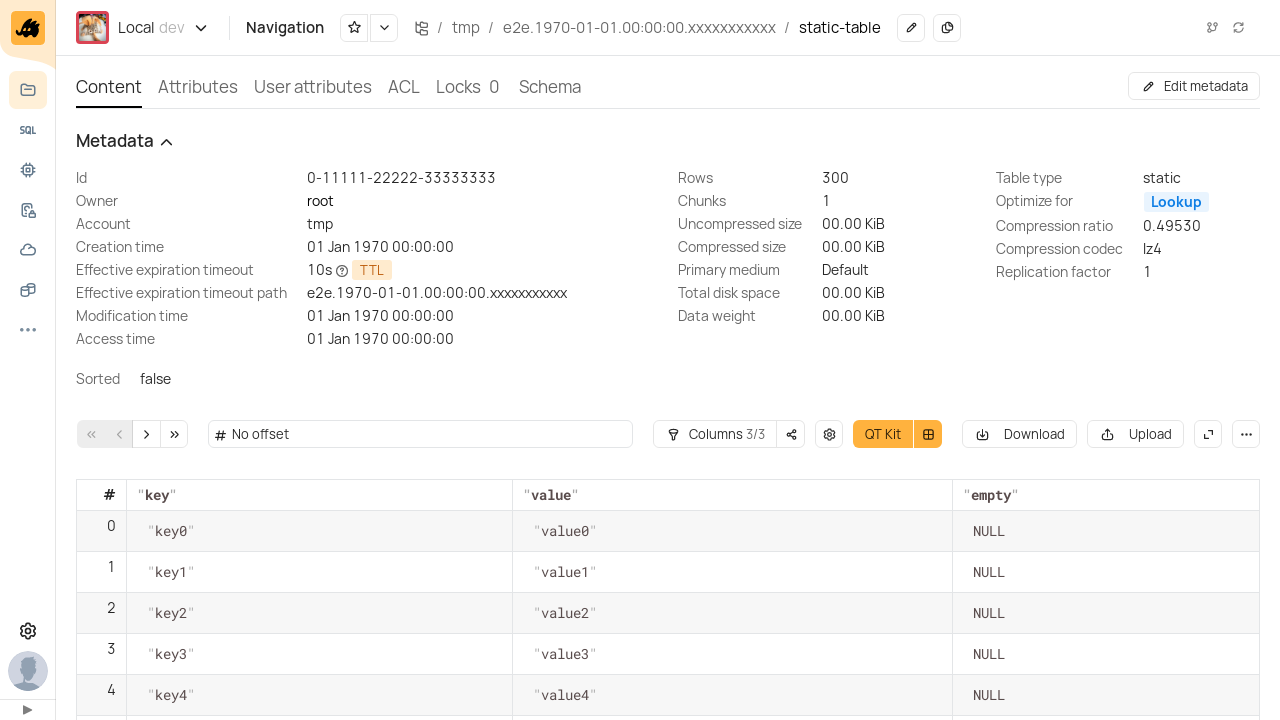 Local dev Navigation / tmp / e2e.1970-01-01.00:00:00.xxxxxxxxxxx / static-table
SQL
Content Attributes User attributes ACL Locks 0 Schema Edit metadata
Metadata
Id 0-11111-22222-33333333
Owner root
Account tmp
Creation time 01 Jan 1970 00:00:00
Effective expiration timeout 10s TTL
Effective expiration timeout path e2e.1970-01-01.00:00:00.xxxxxxxxxxx
Modification time 01 Jan 1970 00:00:00
Access time 01 Jan 1970 00:00:00
Rows 300
Chunks 1
Uncompressed size 00.00 KiB
Compressed size 00.00 KiB
Primary medium Default
Total disk space 00.00 KiB
Data weight 00.00 KiB
Table type static
Optimize for Lookup
Compression ratio 0.49530
Compression codec lz4
Replication factor 1
Sorted false
# No offset Columns 3/3 QT Kit Download Upload
# "key" "value" "empty"
0 "key0" "value0" NULL
1 "key1" "value1" NULL
2 "key2" "value2" NULL
3 "key3" "value3" NULL
4 "key4" "value4" NULL